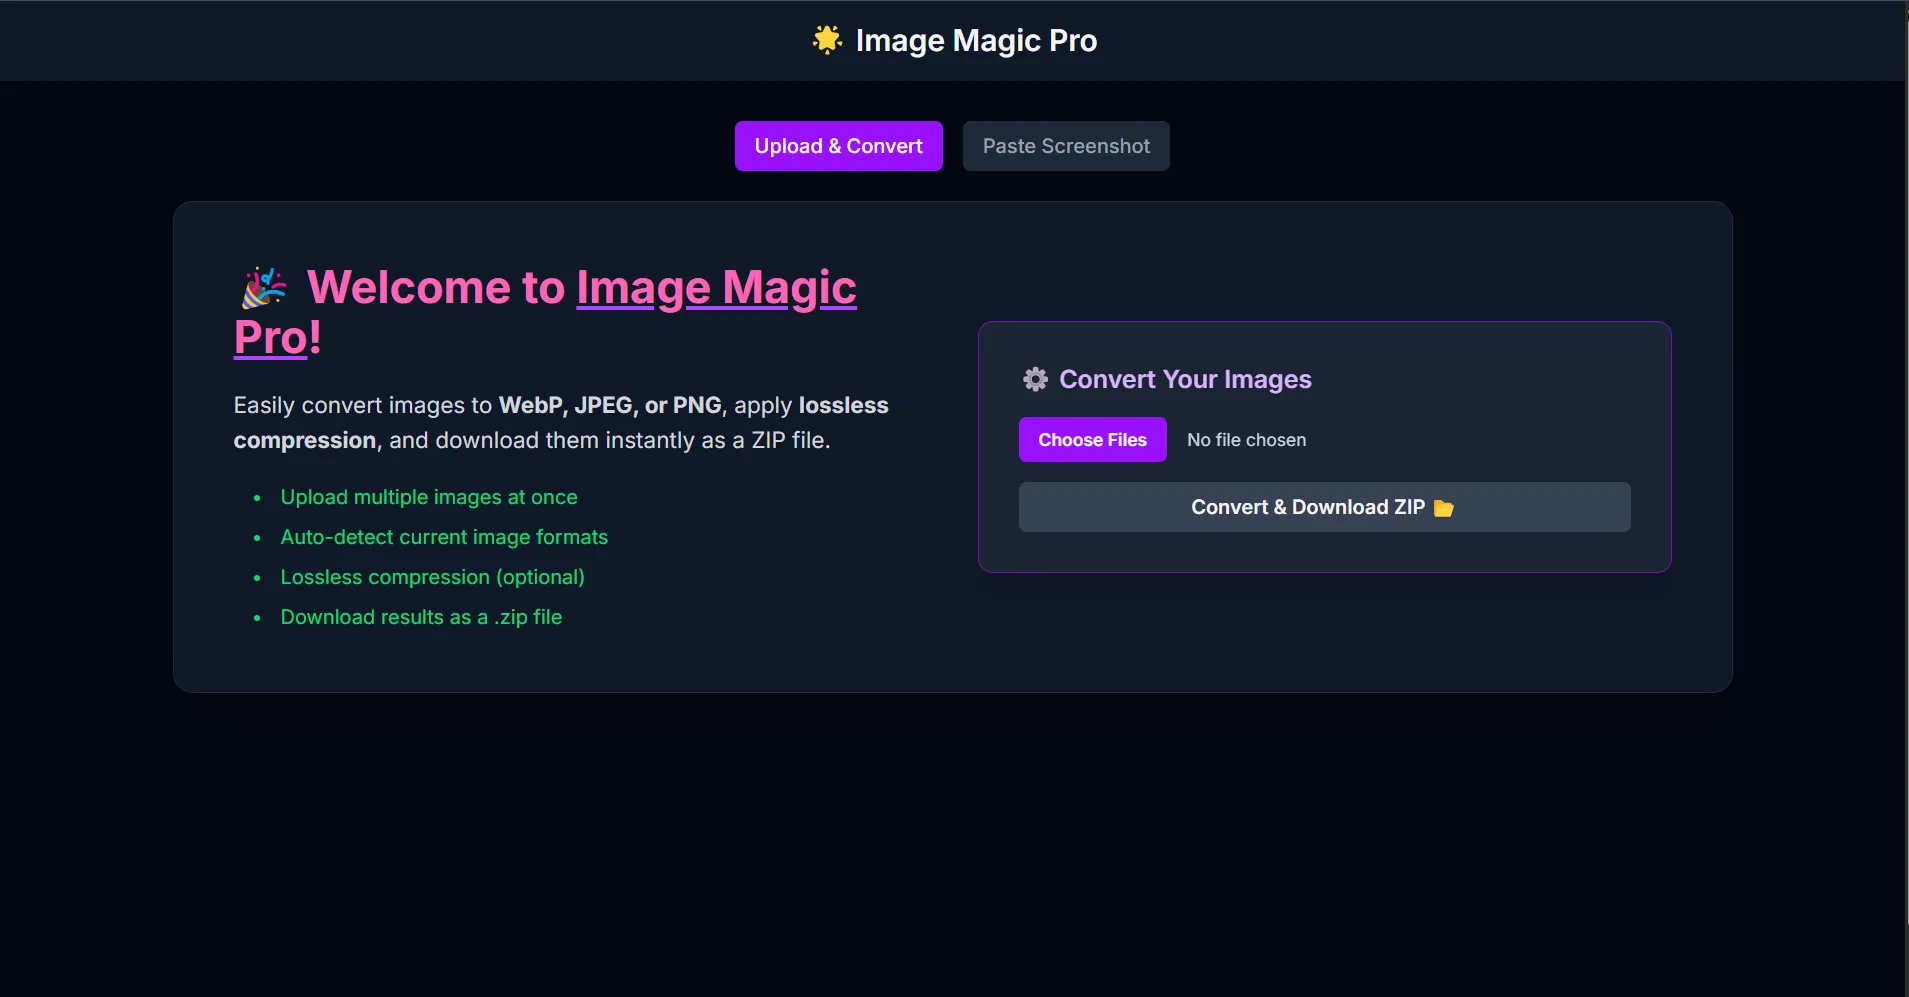 🌟 Image Magic Pro
Upload & Convert
Paste Screenshot
🎉 Welcome to Image Magic
Pro!
Easily convert images to WebP, JPEG, or PNG, apply lossless
compression, and download them instantly as a ZIP file.
• Upload multiple images at once
• Auto-detect current image formats
• Lossless compression (optional)
• Download results as a .zip file
⚙️ Convert Your Images
Choose Files
No file chosen
Convert & Download ZIP 📂